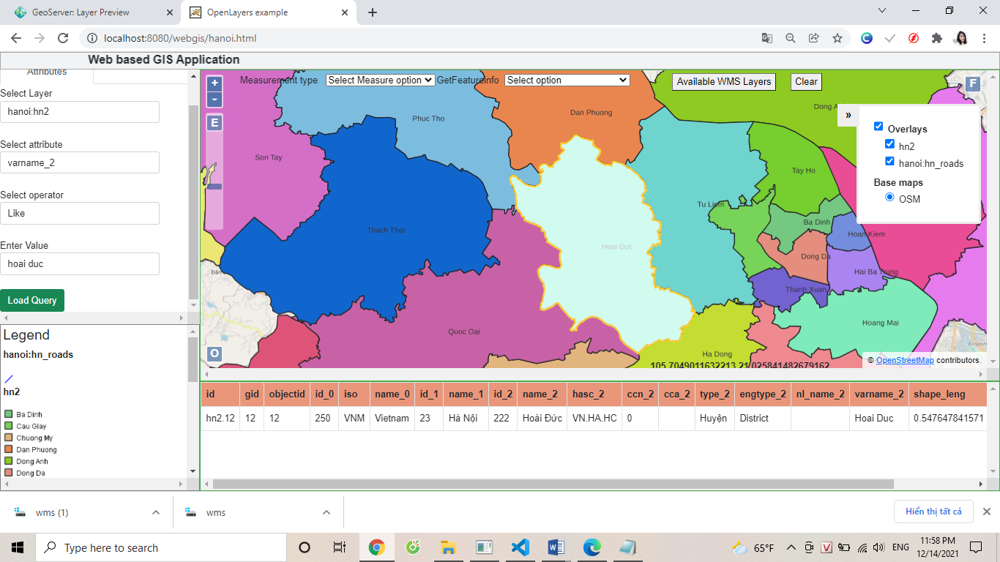 GeoServer: Layer Preview
OpenLayers example
localhost:8080/webgis/hanoi.html
Web based GIS Application
Attributes
Select Layer
hanoi:hn2
Select attribute
varname_2
Select operator
Like
Enter Value
hoai duc
Load Query
Legend
hanoi:hn_roads
hn2
Ba Dinh
Cau Giay
Chuong My
Dan Phuong
Dong Anh
Dong Da
Measurement type Select Measure option GetFeatureInfo Select option Available WMS Layers Clear
+
-
E
F
O
»
Overlays
hn2
hanoi:hn_roads
Base maps
OSM
Dan Phuong
Dong A
Phuc Tho
Son Tay
Tay Ho
Tu Liem
Ba Dinh
Thach That
Hoan Kiem
Hoai Duc
Dong Da
Hai Ba Trung
Thanh Xuan
Hoang Mai
Quoc Oai
Ha Dong
105.7049011632213,21.025841482679162
© OpenStreetMap contributors.
id gid objectid id_0 iso name_0 id_1 name_1 id_2 name_2 hasc_2 ccn_2 cca_2 type_2 engtype_2 nl_name_2 varname_2 shape_leng
hn2.12 12 12 250 VNM Vietnam 23 Hà Nội 222 Hoài Đức VN.HA.HC 0 Huyện District Hoai Duc 0.547647841571
wms (1)
wms
Hiển thị tất cả
Type here to search
65°F
V
ENG
11:58 PM
12/14/2021